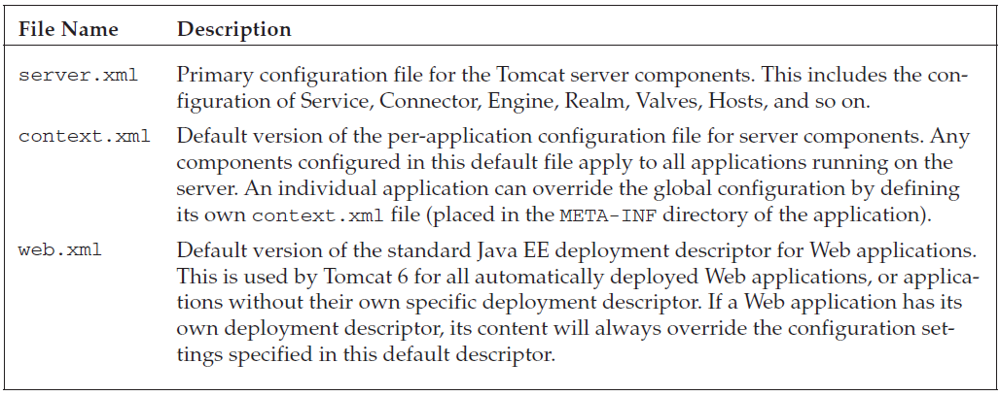 File Name Description
server.xml Primary configuration file for the Tomcat server components. This includes the con-
figuration of Service, Connector, Engine, Realm, Valves, Hosts, and so on.
context.xml Default version of the per-application configuration file for server components. Any
components configured in this default file apply to all applications running on the
server. An individual application can override the global configuration by defining
its own context.xml file (placed in the META-INF directory of the application).
web.xml Default version of the standard Java EE deployment descriptor for Web applications.
This is used by Tomcat 6 for all automatically deployed Web applications, or applica-
tions without their own specific deployment descriptor. If a Web application has its
own deployment descriptor, its content will always override the configuration set-
tings specified in this default descriptor.